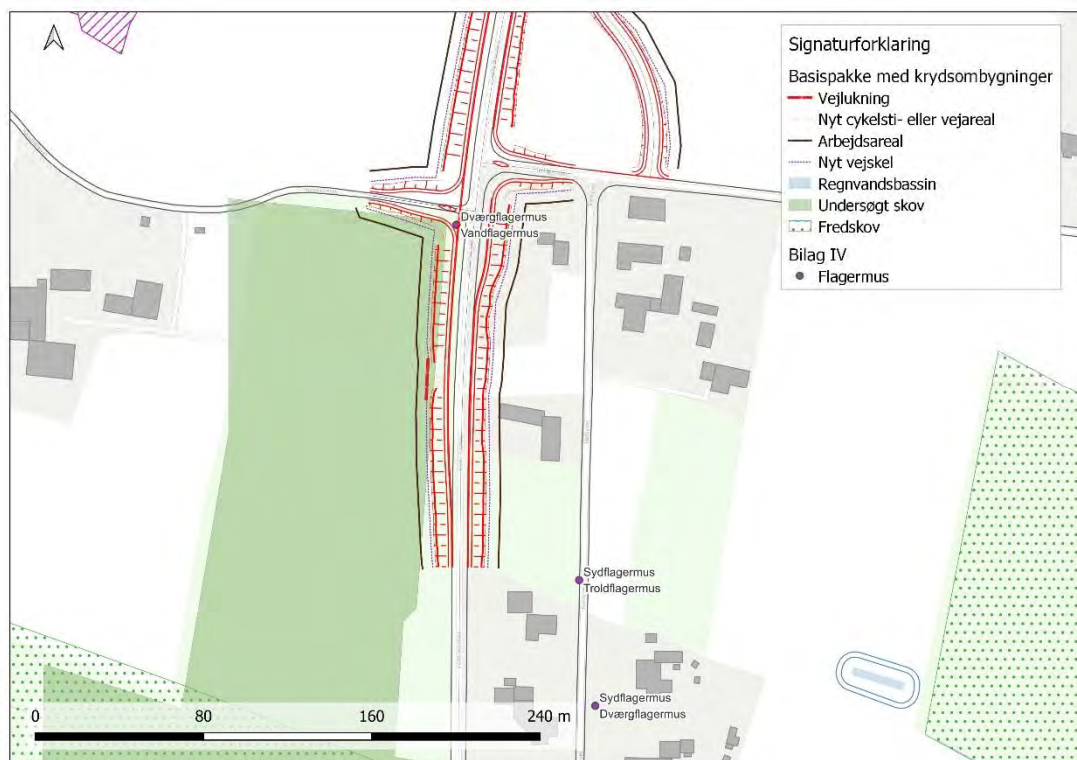 Signaturforklaring
Basispakke med krydsombygninger
Vejlukning
Nyt cykelsti- eller vejareal
Arbejdsareal
Nyt vejskel
Regnvandsbassin
Undersøgt skov
Fredskov
Bilag IV
Flagermus
Dværgflagermus
Vandflagermus
Sydflagermus
Troldflagermus
Sydflagermus
Dværgflagermus
0 80 160 240 m